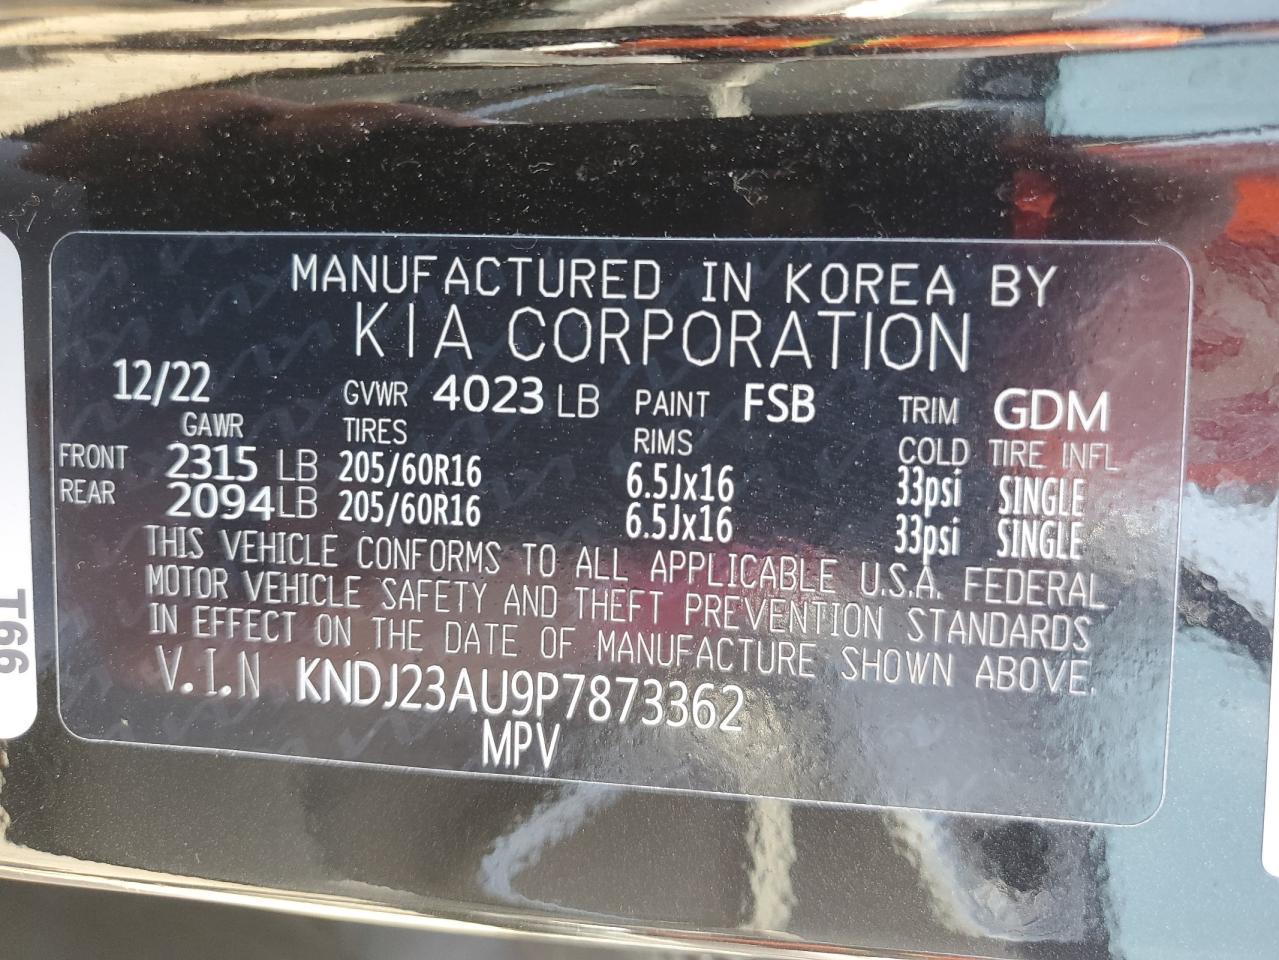 MANUFACTURED IN KOREA BY
KIA CORPORATION
12/22 GVWR 4023 LB PAINT FSB TRIM GDM
GAWR TIRES RIMS COLD TIRE INFL
FRONT 2315 LB 205/60R16 6.5Jx16 33psi SINGLE
REAR 2094 LB 205/60R16 6.5Jx16 33psi SINGLE
THIS VEHICLE CONFORMS TO ALL APPLICABLE U.S.A. FEDERAL
MOTOR VEHICLE SAFETY AND THEFT PREVENTION STANDARDS
IN EFFECT ON THE DATE OF MANUFACTURE SHOWN ABOVE.
V.I.N KNDJ23AU9P7873362
MPV
T66